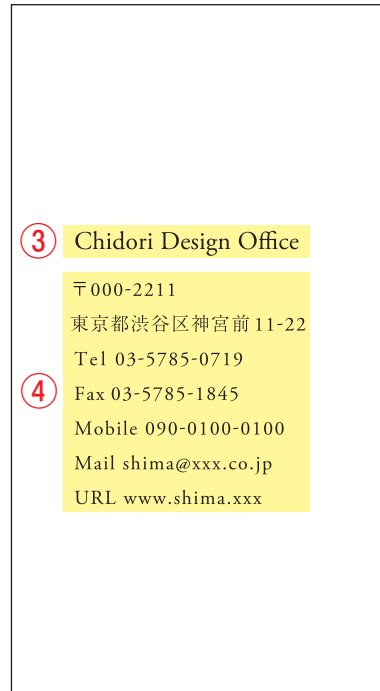 ③ Chidori Design Office
〒000-2211
東京都渋谷区神宮前11-22
Tel 03-5785-0719
④ Fax 03-5785-1845
Mobile 090-0100-0100
Mail shima@xxx.co.jp
URL www.shima.xxx